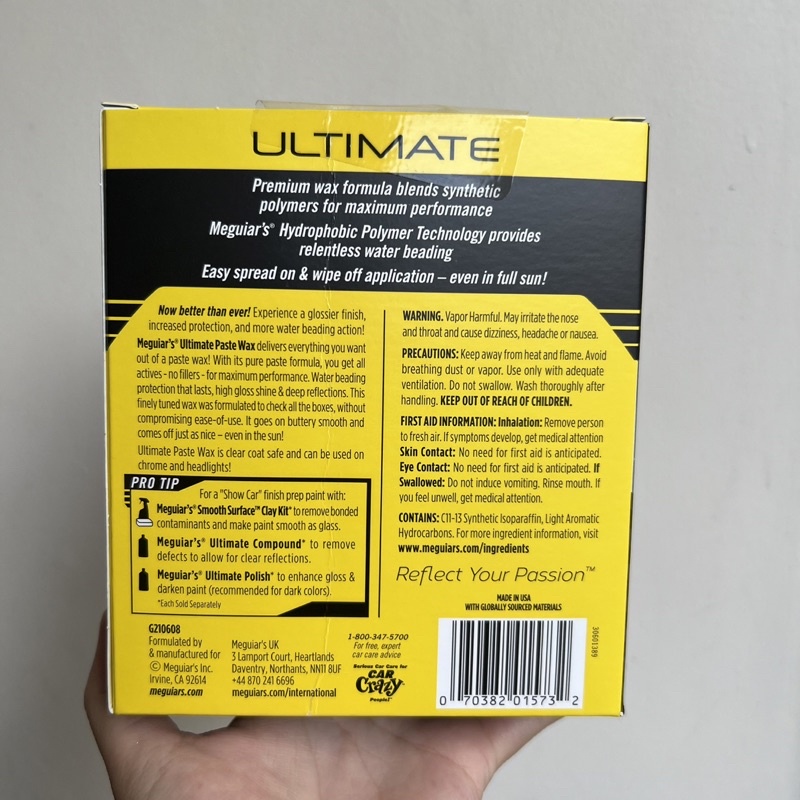 ULTIMATE
Premium wax formula blends synthetic
polymers for maximum performance
Meguiar's® Hydrophobic Polymer Technology provides
relentless water beading
Easy spread on & wipe off application – even in full sun!
Now better than ever! Experience a glossier finish,
increased protection, and more water beading action!
Meguiar's® Ultimate Paste Wax delivers everything you want
out of a paste wax! With its pure paste formula, you get all
actives - no fillers - for maximum performance. Water beading
protection that lasts, high gloss shine & deep reflections. This
finely tuned wax was formulated to check all the boxes, without
compromising ease-of-use. It goes on buttery smooth and
comes off just as nice – even in the sun!
Ultimate Paste Wax is clear coat safe and can be used on
chrome and headlights!
PRO TIP
For a "Show Car" finish prep paint with:
Meguiar's® Smooth Surface™ Clay Kit* to remove bonded
contaminants and make paint smooth as glass.
Meguiar's® Ultimate Compound* to remove
defects to allow for clear reflections.
Meguiar's® Ultimate Polish* to enhance gloss &
darken paint (recommended for dark colors).
*Each Sold Separately
WARNING. Vapor Harmful. May irritate the nose
and throat and cause dizziness, headache or nausea.
PRECAUTIONS: Keep away from heat and flame. Avoid
breathing dust or vapor. Use only with adequate
ventilation. Do not swallow. Wash thoroughly after
handling. KEEP OUT OF REACH OF CHILDREN.
FIRST AID INFORMATION: Inhalation: Remove person
to fresh air. If symptoms develop, get medical attention
Skin Contact: No need for first aid is anticipated.
Eye Contact: No need for first aid is anticipated. If
Swallowed: Do not induce vomiting. Rinse mouth. If
you feel unwell, get medical attention.
CONTAINS: C11-13 Synthetic Isoparaffin, Light Aromatic
Hydrocarbons. For more ingredient information, visit
www.meguiars.com/ingredients
Reflect Your Passion™
MADE IN USA
WITH GLOBALLY SOURCED MATERIALS
G210608
Formulated by
& manufactured for
© Meguiar's Inc.
Irvine, CA 92614
meguiars.com
Meguiar's UK
3 Lamport Court, Heartlands
Daventry, Northants, NN11 8UF
+44 870 241 6696
meguiars.com/international
1-800-347-5700
For free, expert
car care advice
Serious Car Care for
CAR
Crazy
People!™
0 70382 01573 2
30601389